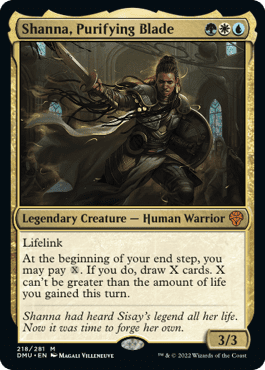 Shanna, Purifying Blade
Legendary Creature — Human Warrior
Lifelink
At the beginning of your end step, you
may pay X. If you do, draw X cards. X
can't be greater than the amount of life
you gained this turn.
Shanna had heard Sisay's legend all her life.
Now it was time to forge her own.
218/281 M
DMU • EN MAGALI VILLENEUVE
3/3
™ & © 2022 Wizards of the Coast